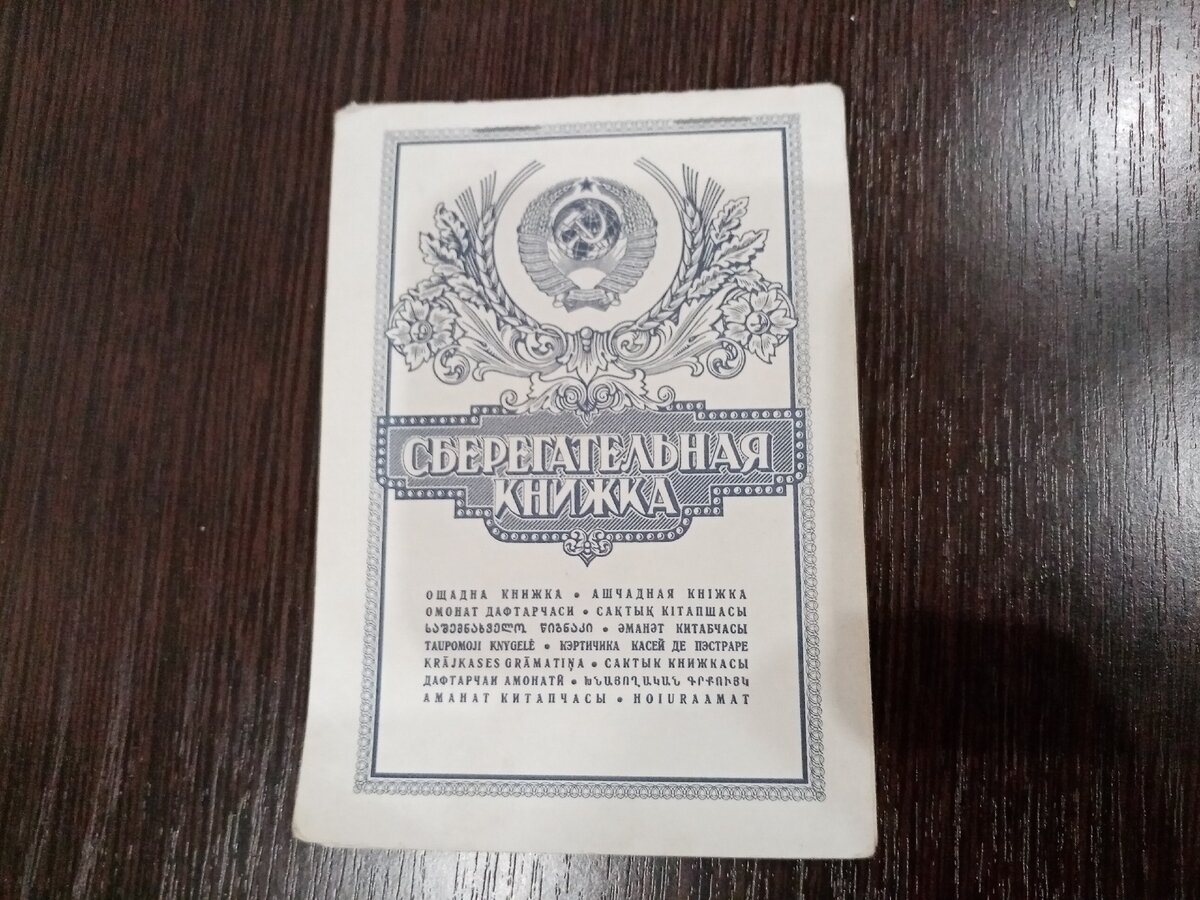 СБЕРЕГАТЕЛЬНАЯ
КНИЖКА
ОЩАДНА КНИЖКА • АШЧАДНАЯ КНІЖКА
ОМОНАТ ДАФТАРЧАСИ • САҚТЫҚ КІТАПШАСЫ
ᲡᲐᲨᲔᲛᲜᲐᲮᲕᲔᲚᲝ ᲬᲘᲒᲜᲐᲙᲘ • ӘМАНӘТ КИТАБЧАСЫ
TAUPOMOJI KNYGELĖ • КЭРТИЧИКА КАСЕЙ ДЕ ПЭСТРАРЕ
KRĀJKASES GRĀMATIŅA • САКТЫК КНИЖКАСЫ
ДАФТАРЧАИ АМОНАТӢ • ԽՆԱՅՈՂԱԿԱՆ ԳՐՔՈՒՅԿ
АМАНАТ КИТАПЧАСЫ • HOIURAAMAT